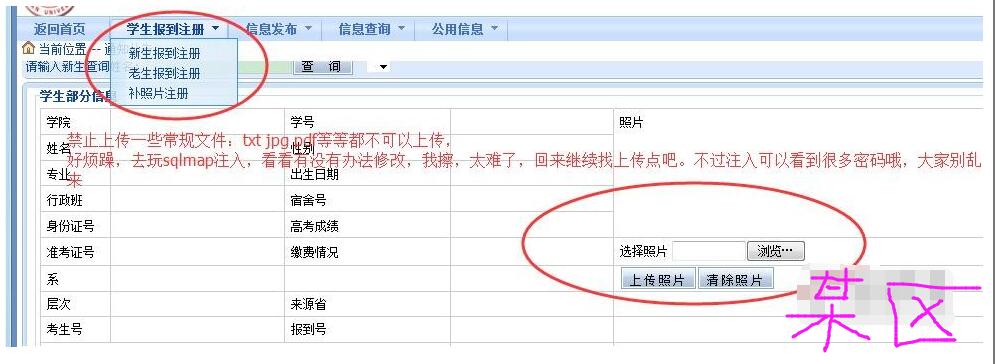 返回首页 学生报到注册 信息发布 信息查询 公用信息
当前位置 -- 通知
新生报到注册
请输入新生查询姓名 查 询
老生报到注册
补照片注册
学生部分信息
学院 学号 照片
禁止上传一些常规文件：txt jpg.pdf等等都不可以上传，
姓名 性别
好烦躁，去玩sqlmap注入，看看有没有办法修改，我擦，太难了，回来继续找上传点吧。不过注入可以看到很多密码哦，大家别乱
专业 出生日期
来
行政班 宿舍号
身份证号 高考成绩
准考证号 缴费情况 选择照片 浏览…
系 上传照片 清除照片
层次 来源省
考生号 报到号
某区